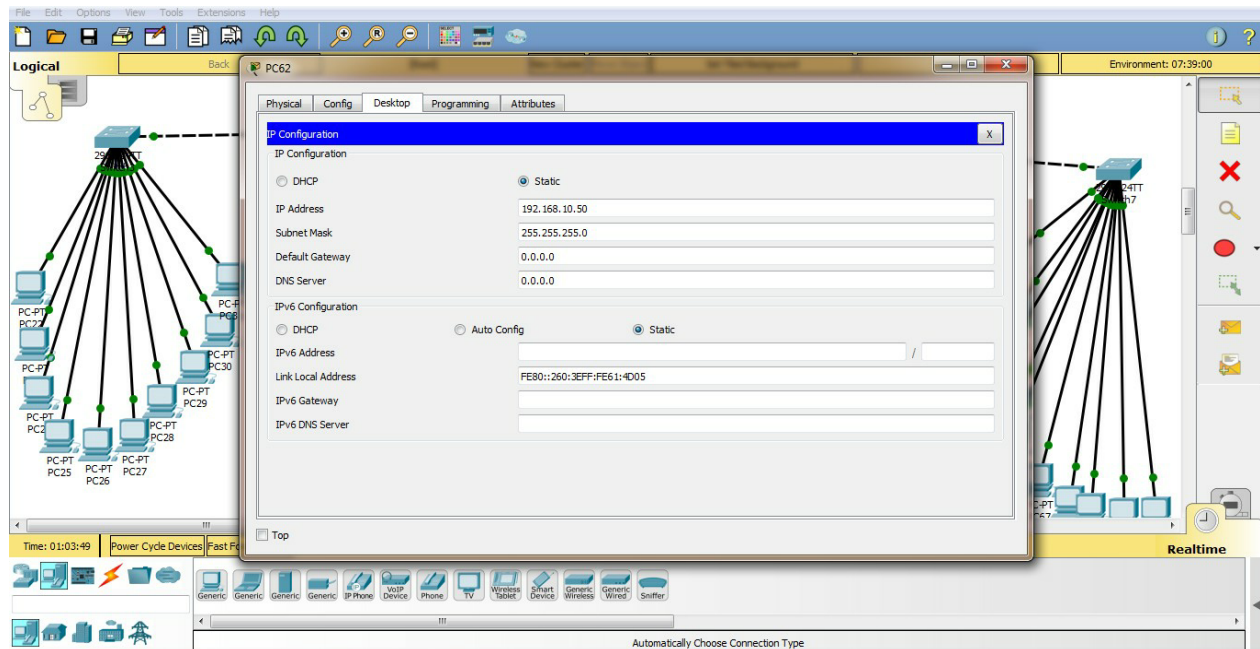 File Edit Options View Tools Extensions Help
Logical
Back
Environment: 07:39:00
PC62
X
Physical Config Desktop Programming Attributes
IP Configuration
X
IP Configuration
DHCP
Static
IP Address
192.168.10.50
Subnet Mask
255.255.255.0
Default Gateway
0.0.0.0
DNS Server
0.0.0.0
IPv6 Configuration
DHCP
Auto Config
Static
IPv6 Address
/
Link Local Address
FE80::260:3EFF:FE61:4D05
IPv6 Gateway
IPv6 DNS Server
Top
24TT
PC-PT
PC30
PC-PT
PC29
PC-PT
PC28
PC-PT
PC27
PC-PT
PC26
PC-PT
PC25
PC-PT
Time: 01:03:49
Power Cycle Devices
Realtime
Generic
Generic
Generic
Generic
IP Phone
VoIP Device
Phone
TV
Wireless Tablet
Smart Device
Generic Wireless
Generic Wired
Sniffer
Automatically Choose Connection Type